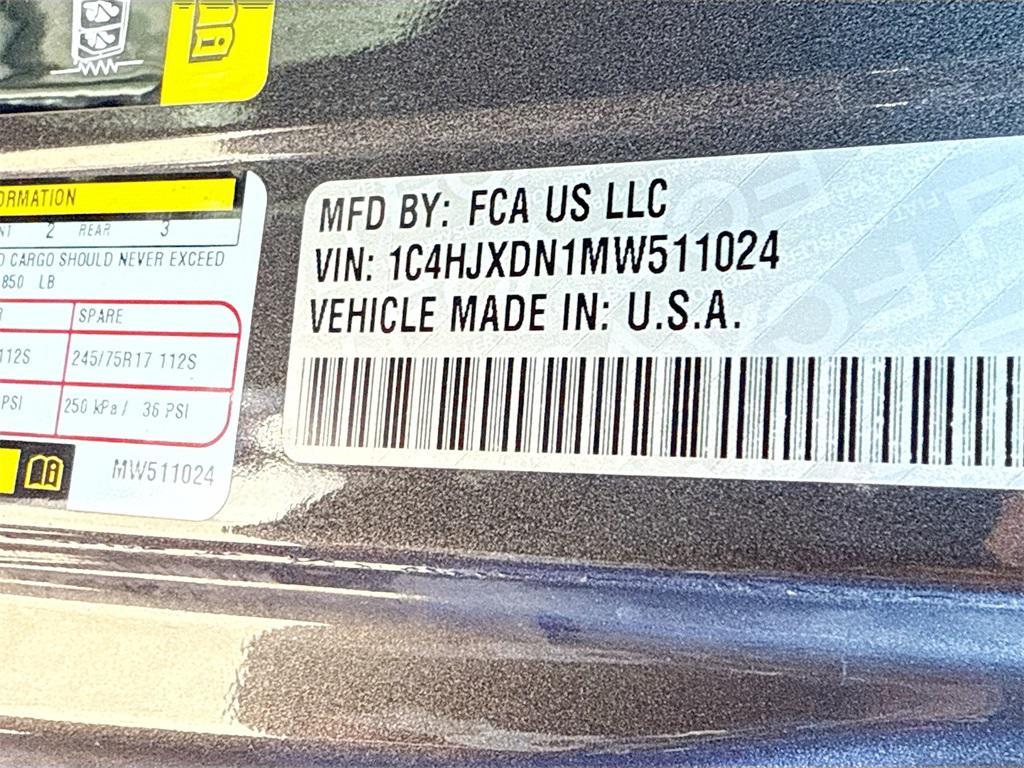 ORMATION
NT 2 REAR 3
D CARGO SHOULD NEVER EXCEED
850 LB
R SPARE
112S 245/75R17 112S
PSI 250 kPa / 36 PSI
MW511024
MFD BY: FCA US LLC
VIN: 1C4HJXDN1MW511024
VEHICLE MADE IN: U.S.A.